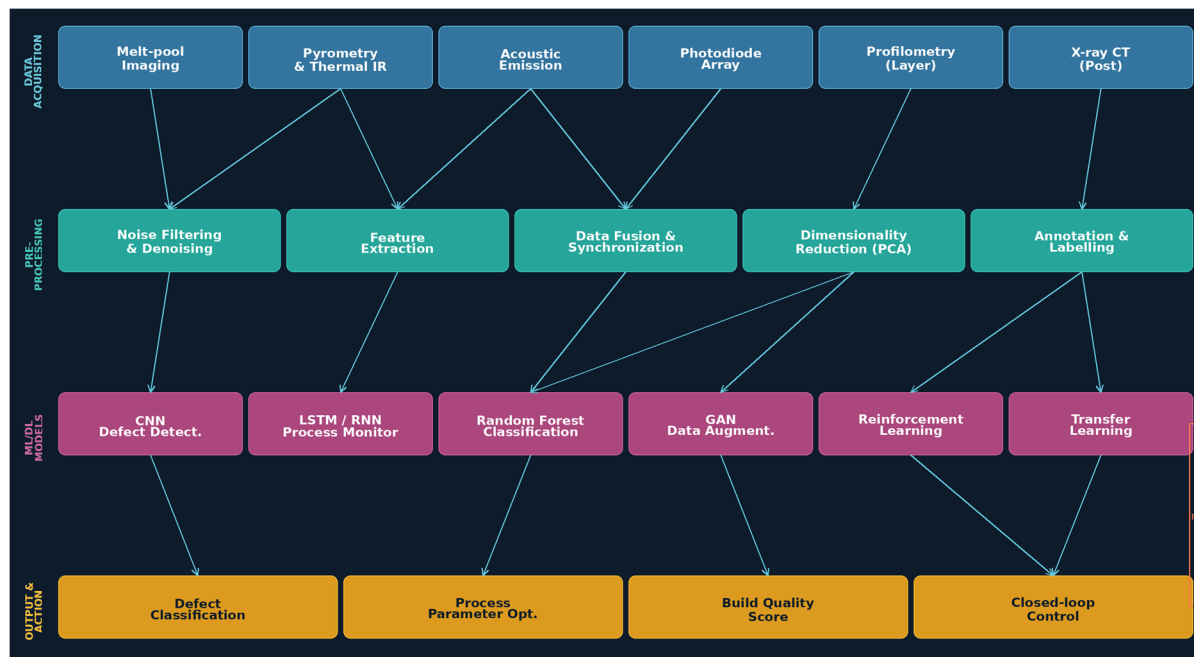 DATA
ACQUISITION
Melt-pool
Imaging
Pyrometry
& Thermal IR
Acoustic
Emission
Photodiode
Array
Profilometry
(Layer)
X-ray CT
(Post)
PRE-
PROCESSING
Noise Filtering
& Denoising
Feature
Extraction
Data Fusion &
Synchronization
Dimensionality
Reduction (PCA)
Annotation &
Labelling
ML/DL
MODELS
CNN
Defect Detect.
LSTM / RNN
Process Monitor
Random Forest
Classification
GAN
Data Augment.
Reinforcement
Learning
Transfer
Learning
OUTPUT &
ACTION
Defect
Classification
Process
Parameter Opt.
Build Quality
Score
Closed-loop
Control